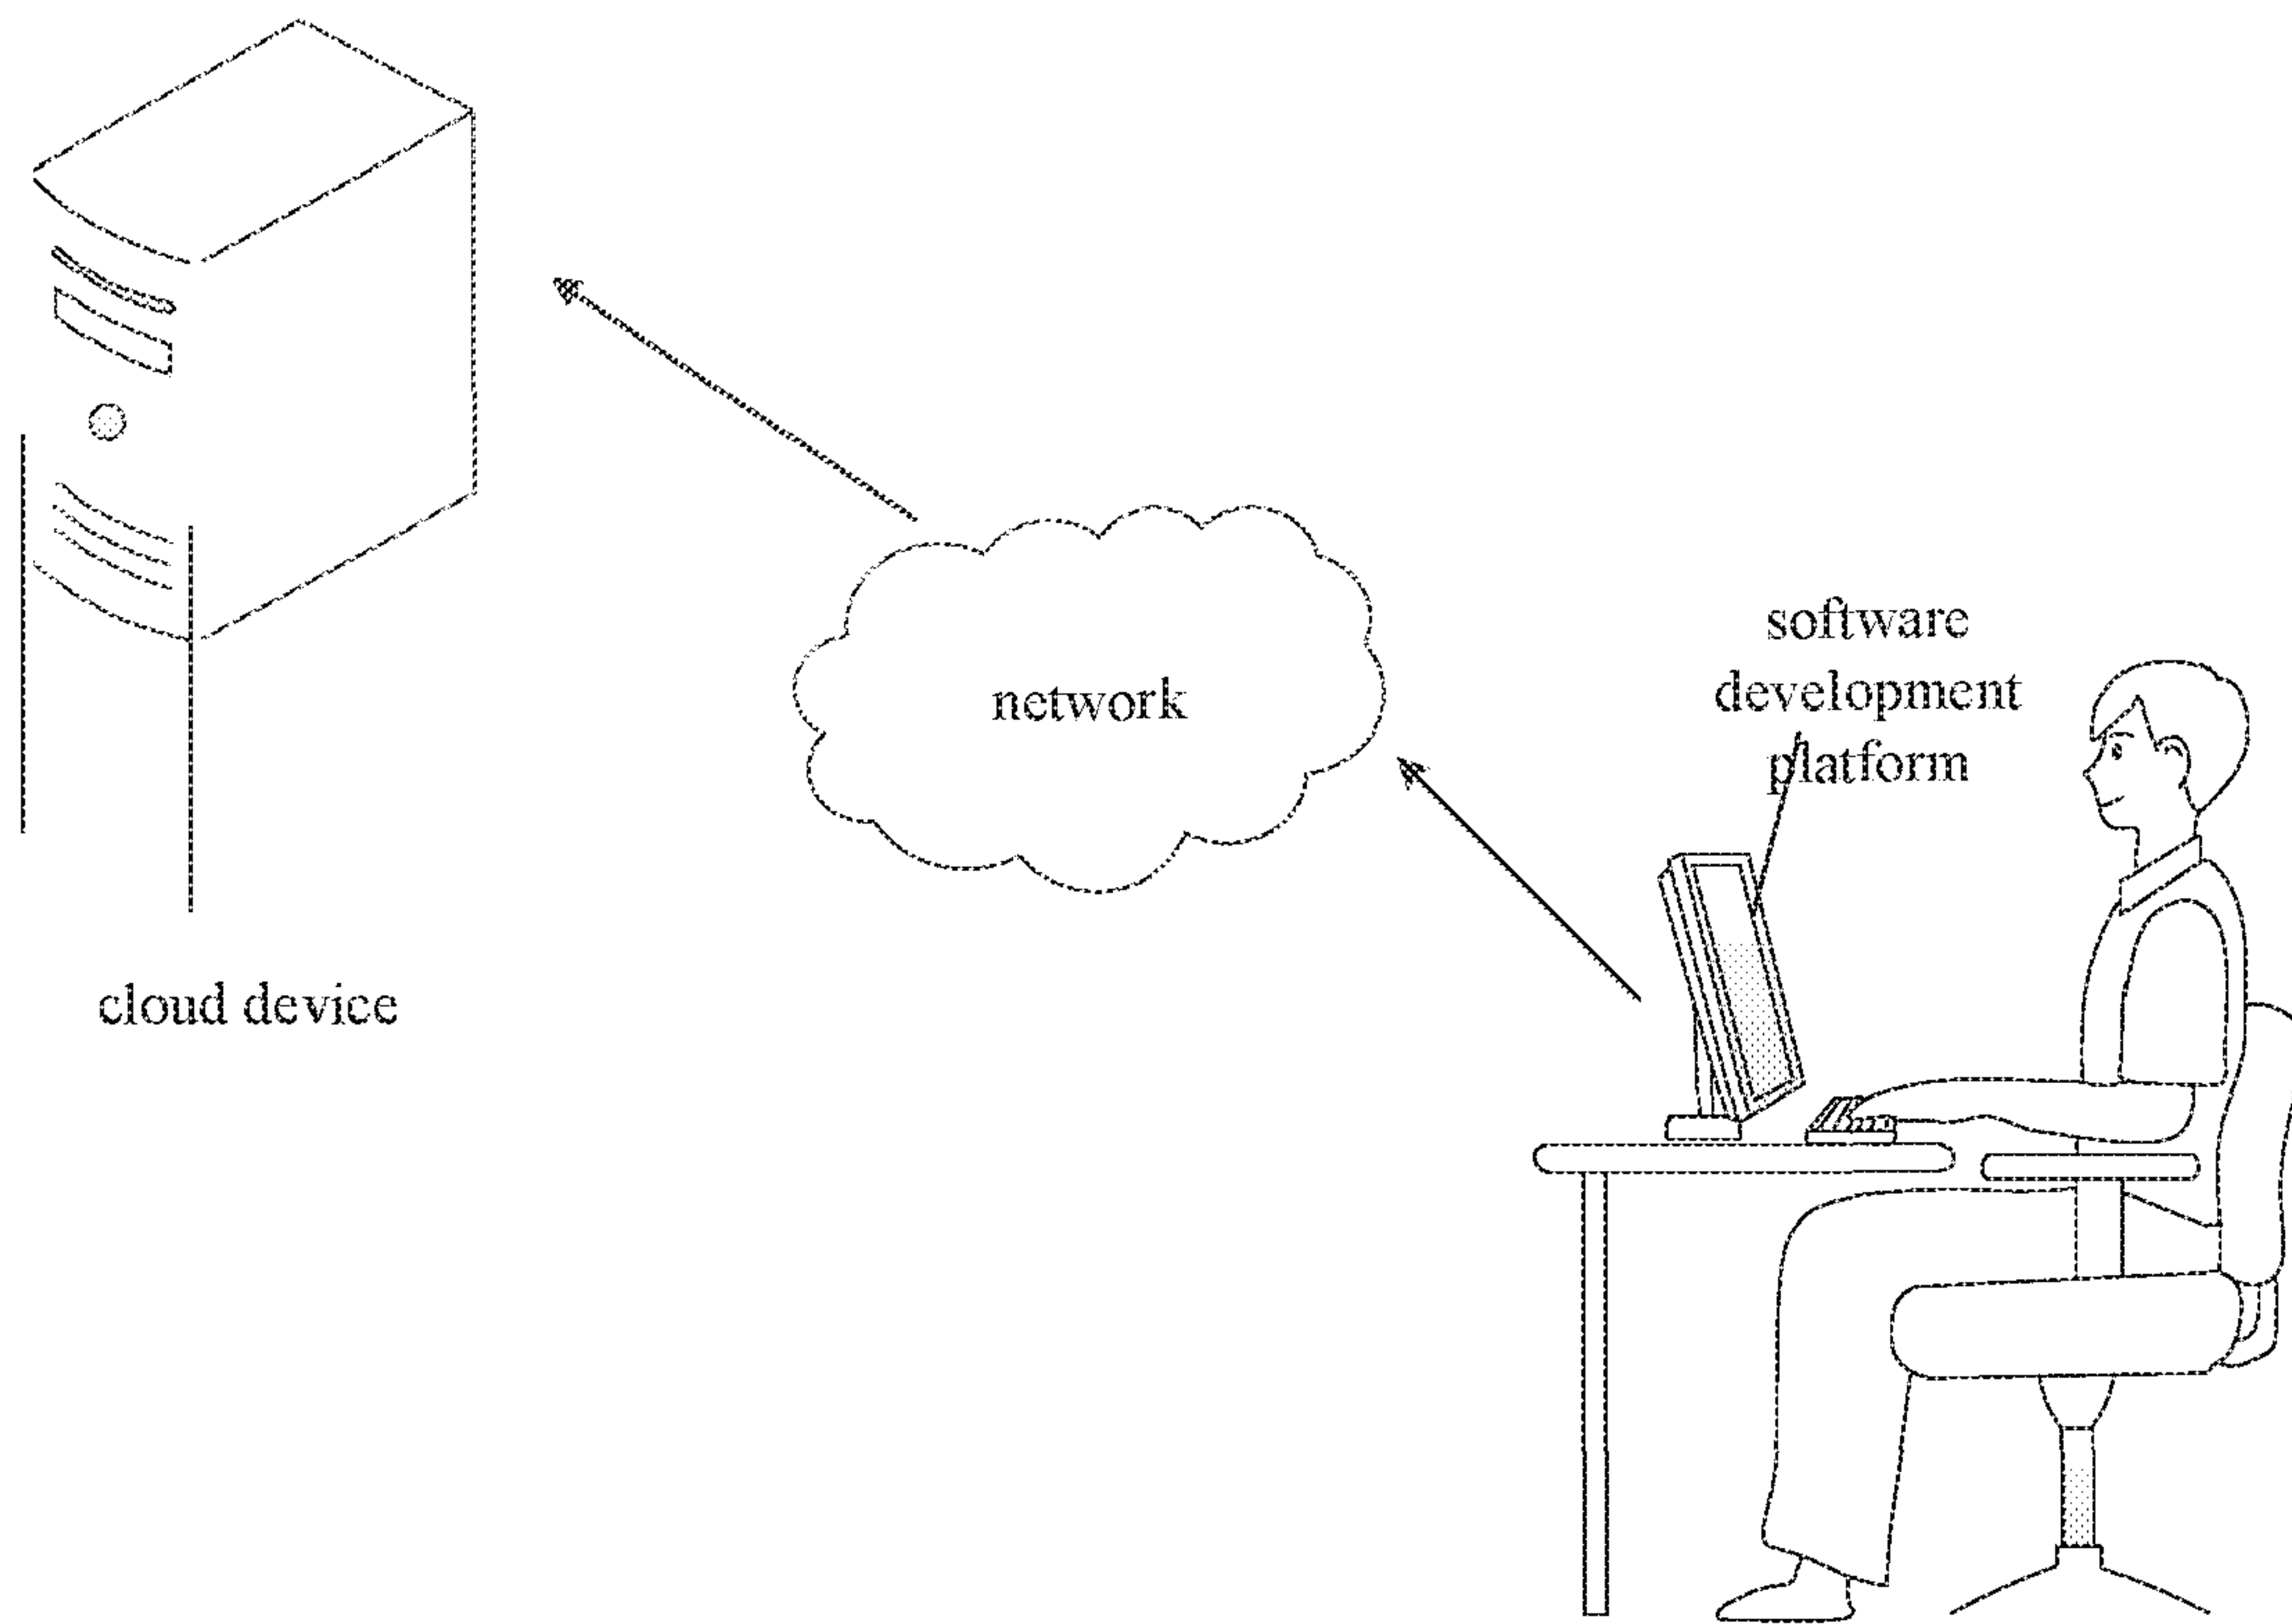 software
development
platform
network
cloud device